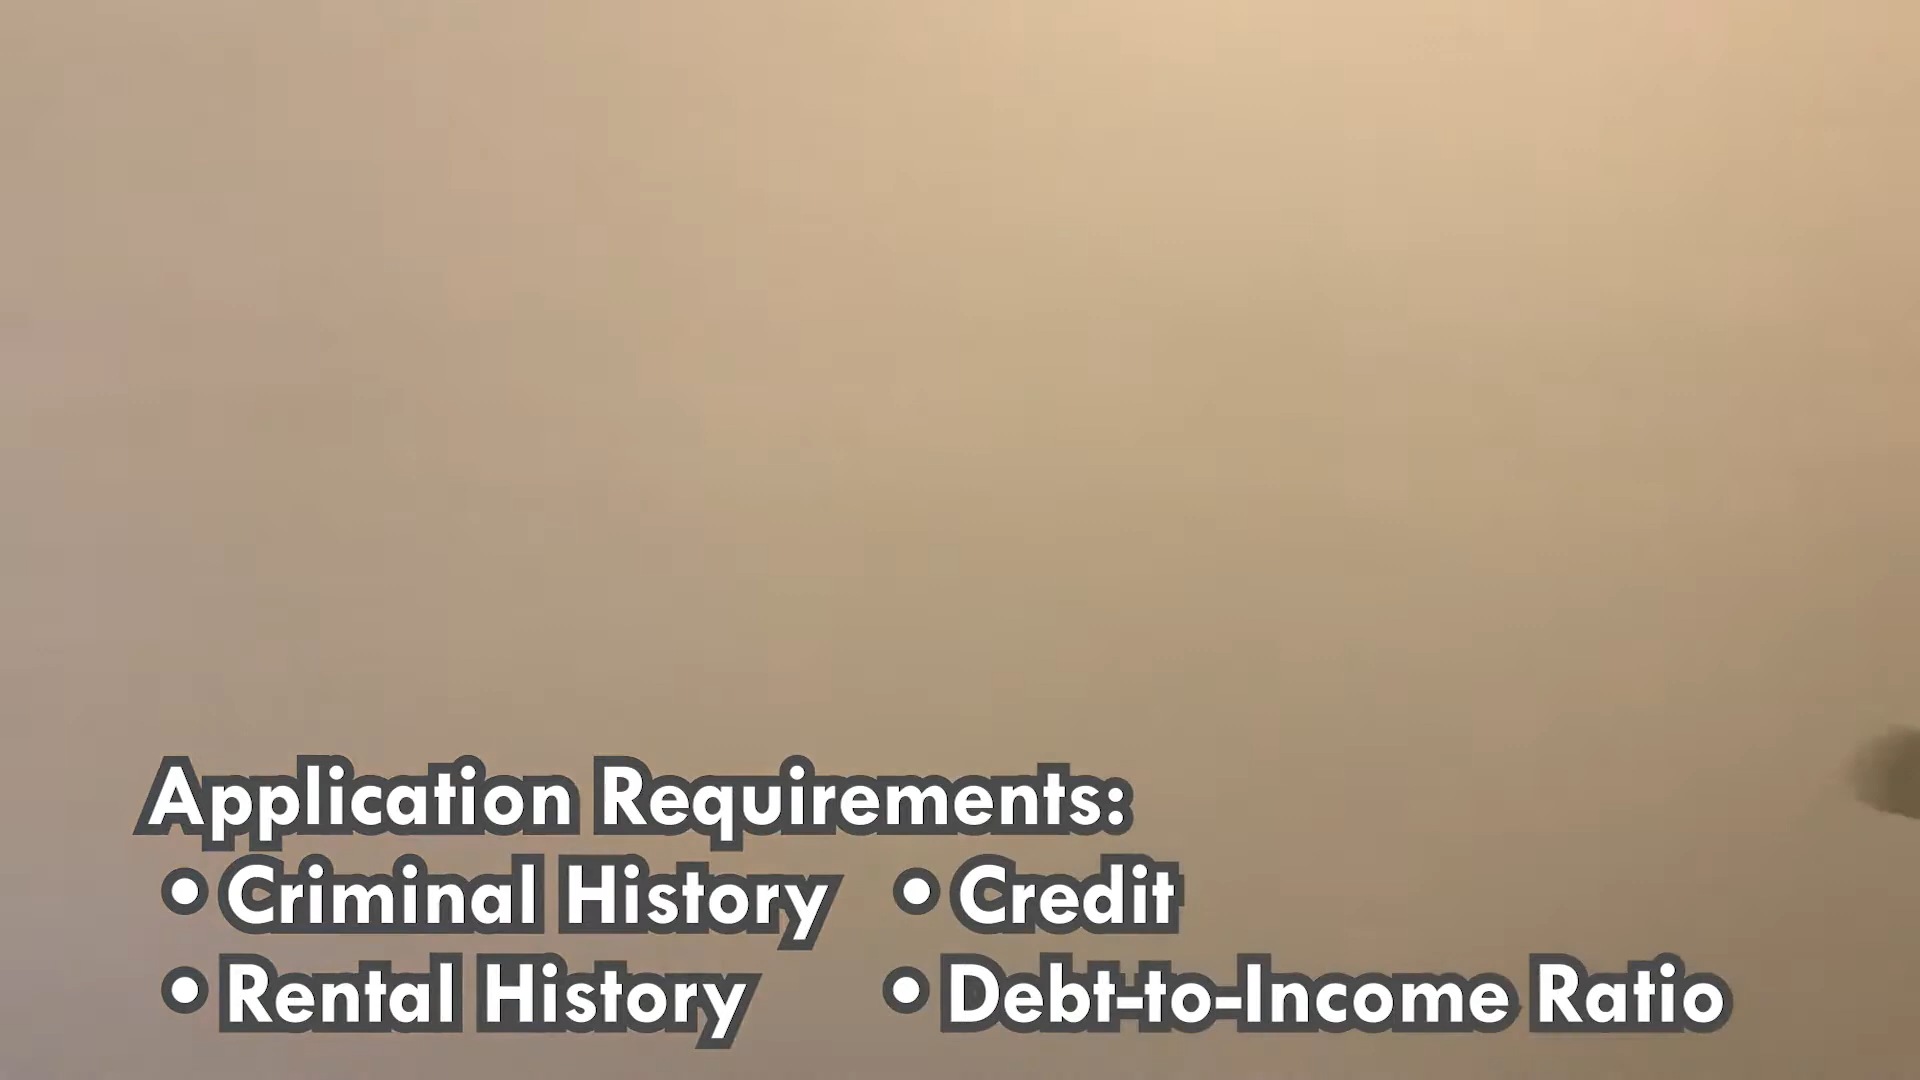 Application Requirements:
• Criminal History • Credit
• Rental History • Debt-to-Income Ratio